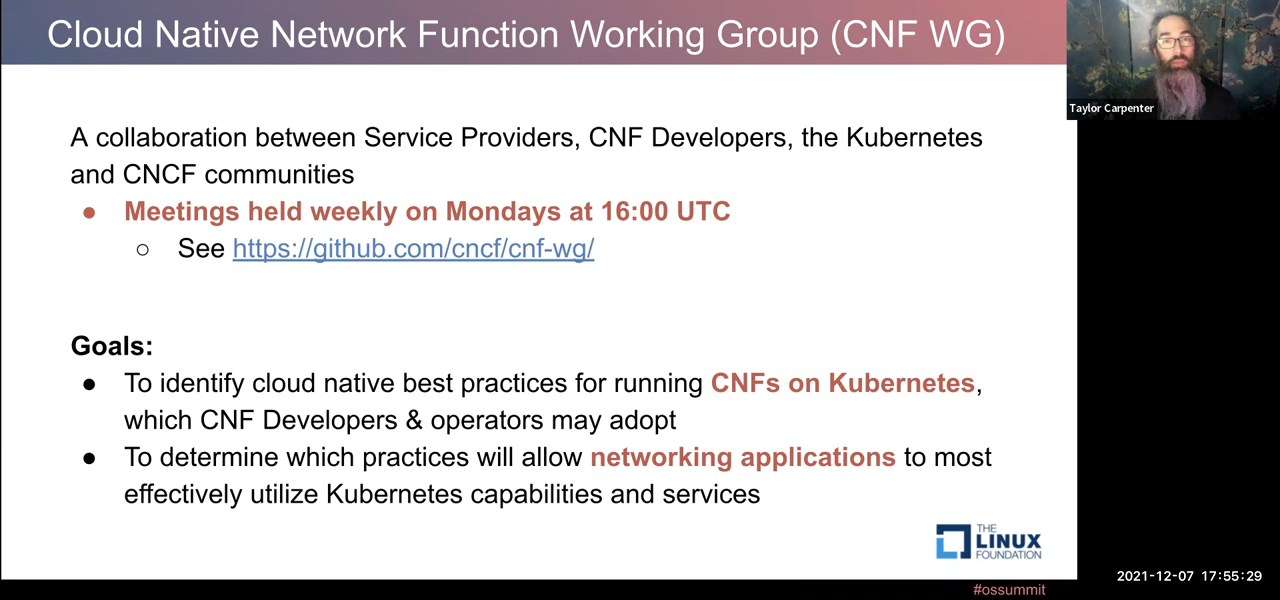 Cloud Native Network Function Working Group (CNF WG)
Taylor Carpenter
A collaboration between Service Providers, CNF Developers, the Kubernetes
and CNCF communities
● Meetings held weekly on Mondays at 16:00 UTC
○ See https://github.com/cncf/cnf-wg/
Goals:
● To identify cloud native best practices for running CNFs on Kubernetes,
which CNF Developers & operators may adopt
● To determine which practices will allow networking applications to most
effectively utilize Kubernetes capabilities and services
THE
LINUX
FOUNDATION
2021-12-07 17:55:29
#ossummit